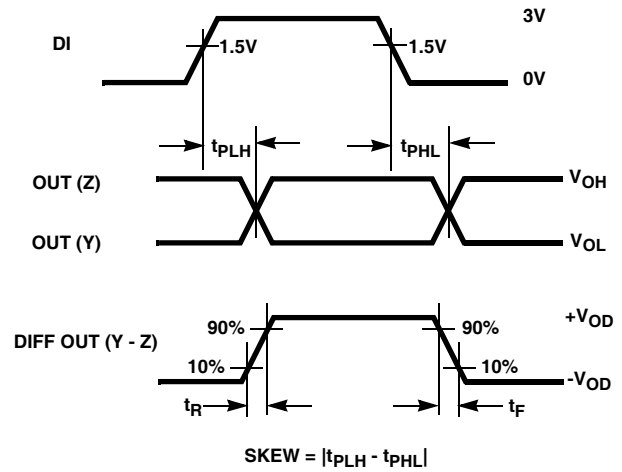 3V
DI
1.5V
1.5V
0V
tPLH
tPHL
OUT (Z)
VOH
OUT (Y)
VOL
+VOD
90%
90%
DIFF OUT (Y - Z)
10%
10%
-VOD
tR
tF
SKEW = |tPLH - tPHL|